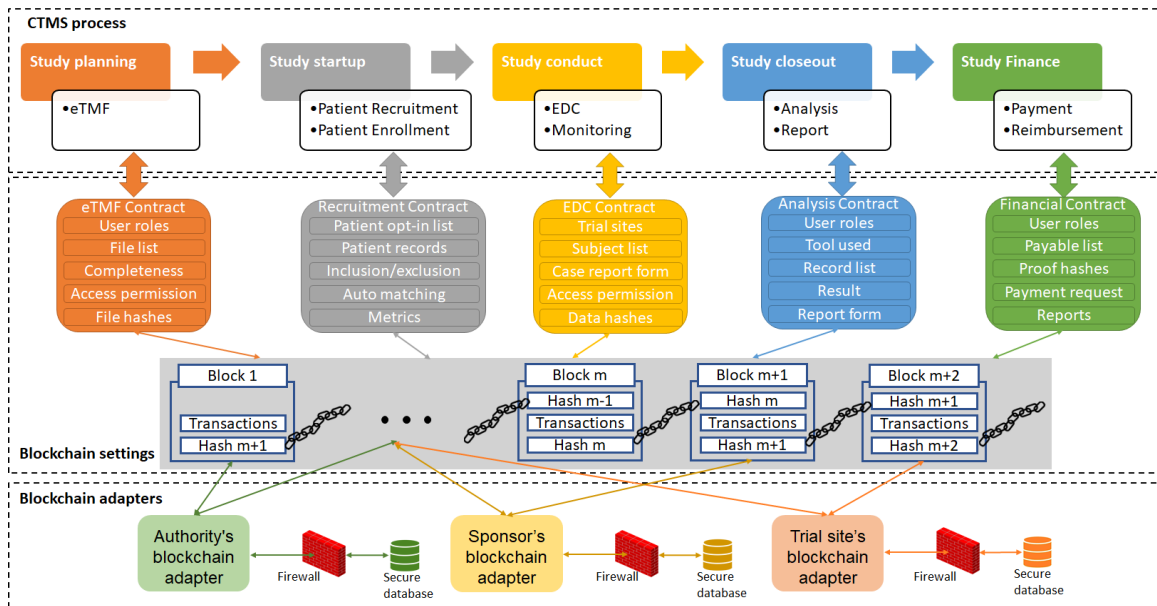 CTMS process
Study planning
Study startup
Study conduct
Study closeout
Study Finance
•eTMF
•Patient Recruitment
•Patient Enrollment
•EDC
•Monitoring
•Analysis
•Report
•Payment
•Reimbursement
eTMF Contract
User roles
File list
Completeness
Access permission
File hashes
Recruitment Contract
Patient opt-in list
Patient records
Inclusion/exclusion
Auto matching
Metrics
EDC Contract
Trial sites
Subject list
Case report form
Access permission
Data hashes
Analysis Contract
User roles
Tool used
Record list
Result
Report form
Financial Contract
User roles
Payable list
Proof hashes
Payment request
Reports
Block 1
Transactions
Hash m+1
Block m
Hash m-1
Transactions
Hash m
Block m+1
Hash m
Transactions
Hash m+1
Block m+2
Hash m+1
Transactions
Hash m+2
Blockchain settings
Blockchain adapters
Authority's
blockchain
adapter
Firewall
Secure
database
Sponsor's
blockchain
adapter
Firewall
Secure
database
Trial site's
blockchain
adapter
Firewall
Secure
database